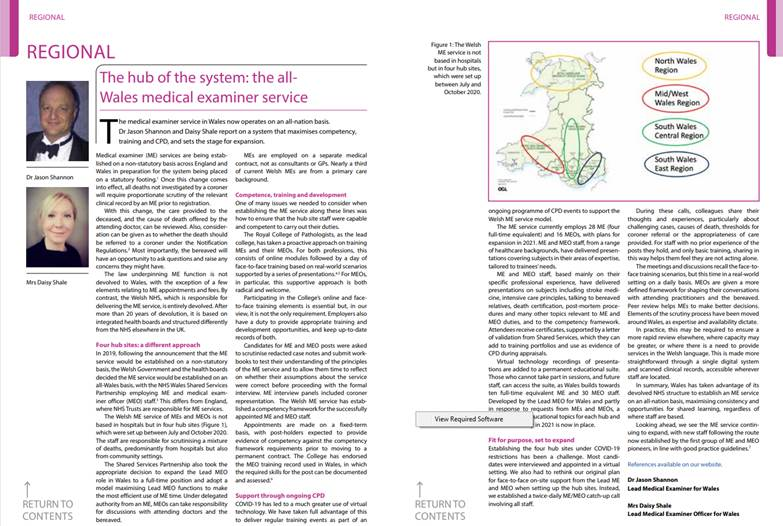 REGIONAL
REGIONAL
REGIONAL
Dr Jason Shannon
Mrs Daisy Shale
The hub of the system: the all-
Wales medical examiner service
The medical examiner service in Wales now operates on an all-nation basis.
Dr Jason Shannon and Daisy Shale report on a system that maximises competency,
training and CPD, and sets the stage for expansion.
Medical examiner (ME) services are being estab-
lished on a non-statutory basis across England and
Wales in preparation for the system being placed
on a statutory footing.¹ Once this change comes
into effect, all deaths not investigated by a coroner
will require proportionate scrutiny of the relevant
clinical record by an ME prior to registration.
With this change, the care provided to the
deceased, and the cause of death offered by the
attending doctor, can be reviewed. Also, consider-
ation can be given as to whether the death should
be referred to a coroner under the Notification
Regulations.² Most importantly, the bereaved will
have an opportunity to ask questions and raise any
concerns they might have.
The law underpinning ME function is not
devolved to Wales, with the exception of a few
elements relating to ME appointments and fees. By
contrast, the Welsh NHS, which is responsible for
delivering the ME service, is entirely devolved. After
more than 20 years of devolution, it is based on
integrated health boards and structured differently
from the NHS elsewhere in the UK.
Four hub sites: a different approach
In 2019, following the announcement that the ME
service would be established on a non-statutory
basis, the Welsh Government and the health boards
decided the ME service would be established on an
all-Wales basis, with the NHS Wales Shared Services
Partnership employing ME and medical exam-
iner officer (MEO) staff.³ This differs from England,
where NHS Trusts are responsible for ME services.
The Welsh ME service of MEs and MEOs is not
based in hospitals but in four hub sites (Figure 1),
which were set up between July and October 2020.
The staff are responsible for scrutinising a mixture
of deaths, predominantly from hospitals but also
from community settings.
The Shared Services Partnership also took the
appropriate decision to expand the Lead MEO
role in Wales to a full-time position and adopt a
model maximising Lead MEO functions to make
the most efficient use of ME time. Under delegated
authority from an ME, MEOs can take responsibility
for discussions with attending doctors and the
bereaved.
MEs are employed on a separate medical
contract, not as consultants or GPs. Nearly a third
of current Welsh MEs are from a primary care
background.
Competence, training and development
One of many issues we needed to consider when
establishing the ME service along these lines was
how to ensure that the hub site staff were capable
and competent to carry out their duties.
The Royal College of Pathologists, as the lead
college, has taken a proactive approach on training
MEs and their MEOs. For both professions, this
consists of online modules followed by a day of
face-to-face training based on real-world scenarios
supported by a series of presentations. For MEOs,
in particular, this supportive approach is both
radical and welcome.
Participating in the College's online and face-
to-face training elements is essential but, in our
view, it is not the only requirement. Employers also
have a duty to provide appropriate training and
development opportunities, and keep up-to-date
records of both.
Candidates for ME and MEO posts were asked
to scrutinise redacted case notes and submit work-
books to test their understanding of the principles
of the ME service and to allow them time to reflect
on whether their assumptions about the service
were correct before proceeding with the formal
interview. ME interview panels included coroner
representation. The Welsh ME service has estab-
lished a competency framework for the successfully
appointed ME and MEO staff.
Appointments are made on a fixed-term
basis, with post-holders expected to provide
evidence of competency against the competency
framework requirements prior to moving to a
permanent contract. The College has endorsed
the MEO training record used in Wales, in which
the required skills for the post can be documented
and assessed.⁶
Support through ongoing CPD
COVID-19 has led to a much greater use of virtual
technology. We have taken full advantage of this
to deliver regular training events as part of an
RETURN TO
CONTENTS
Figure 1: The Welsh
ME service is not
based in hospitals
but in four hub sites,
which were set up
between July and
October 2020.
North Wales
Region
Mid/West
Wales Region
South Wales
Central Region
South Wales
East Region
OGL
ongoing programme of CPD events to support the
Welsh ME service model.
The ME service currently employs 28 ME (four
full-time equivalent) and 16 MEOs, with plans for
expansion in 2021. ME and MEO staff, from a range
of healthcare backgrounds, have delivered presen-
tations covering subjects in their areas of expertise,
tailored to trainees' needs.
ME and MEO staff, based mainly on their
specific professional experience, have delivered
presentations on subjects including stroke med-
icine, intensive care principles, talking to bereaved
relatives, death certification, post-mortem proce-
dures and many other topics relevant to ME and
MEO duties, and to the competency framework.
Attendees receive certificates, supported by a letter
of validation from Shared Services, which they can
add to training portfolios and use as evidence of
CPD during appraisals.
Virtual technology recordings of presenta-
tions are added to a permanent educational suite.
Those who cannot take part in sessions, and future
staff, can access the suite, as Wales builds towards
ten full-time equivalent ME and 30 MEO staff.
Developed by the Lead MEO for Wales and partly
in response to requests from MEs and MEOs, a
cational topics for each hub and
in 2021 is now in place.
View Required Software
Fit for purpose, set to expand
Establishing the four hub sites under COVID-19
restrictions has been a challenge. Most candi-
dates were interviewed and appointed in a virtual
setting. We also had to rethink our original plan
for face-to-face on-site support from the Lead ME
and MEO when setting up the hub sites. Instead,
we established a twice-daily ME/MEO catch-up call
involving all staff.
During these calls, colleagues share their
thoughts and experiences, particularly about
challenging cases, causes of death, thresholds for
coroner referral or the appropriateness of care
provided. For staff with no prior experience of the
posts they hold, and only basic training, sharing in
this way helps them feel they are not acting alone.
The meetings and discussions recall the face-to-
face training scenarios, but this time in a real-world
setting on a daily basis. MEOs are given a more
defined framework for shaping their conversations
with attending practitioners and the bereaved.
Peer review helps MEs to make better decisions.
Elements of the scrutiny process have been moved
around Wales, as expertise and availability dictate.
In practice, this may be required to ensure a
more rapid review elsewhere, where capacity may
be greater, or where there is a need to provide
services in the Welsh language. This is made more
straightforward through a single digital system
and scanned clinical records, accessible wherever
staff are located.
In summary, Wales has taken advantage of its
devolved NHS structure to establish an ME service
on an all-nation basis, maximising consistency and
opportunities for shared learning, regardless of
where staff are based.
Looking ahead, we see the ME service continu-
ing to expand, with new staff following the route
now established by the first group of ME and MEO
pioneers, in line with good practice guidelines.⁷
References available on our website.
Dr Jason Shannon
Lead Medical Examiner for Wales
Mrs Daisy Shale
Lead Medical Examiner Officer for Wales
RETURN TO
CONTENTS